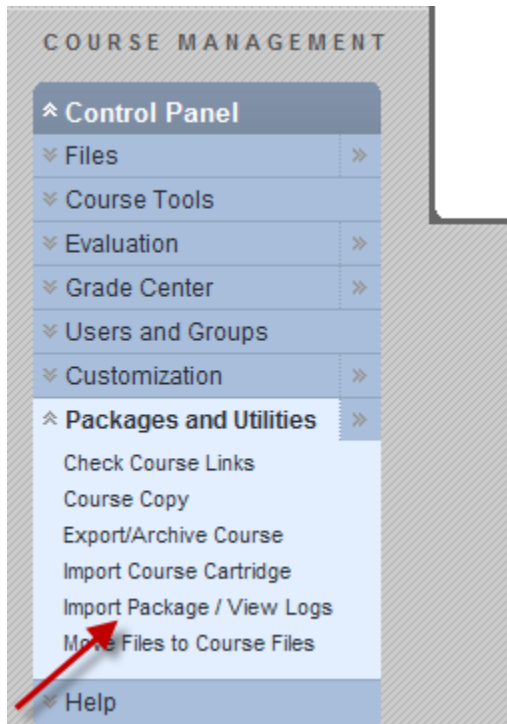 COURSE MANAGEMENT
Control Panel
Files
Course Tools
Evaluation
Grade Center
Users and Groups
Customization
Packages and Utilities
Check Course Links
Course Copy
Export/Archive Course
Import Course Cartridge
Import Package / View Logs
Move Files to Course Files
Help